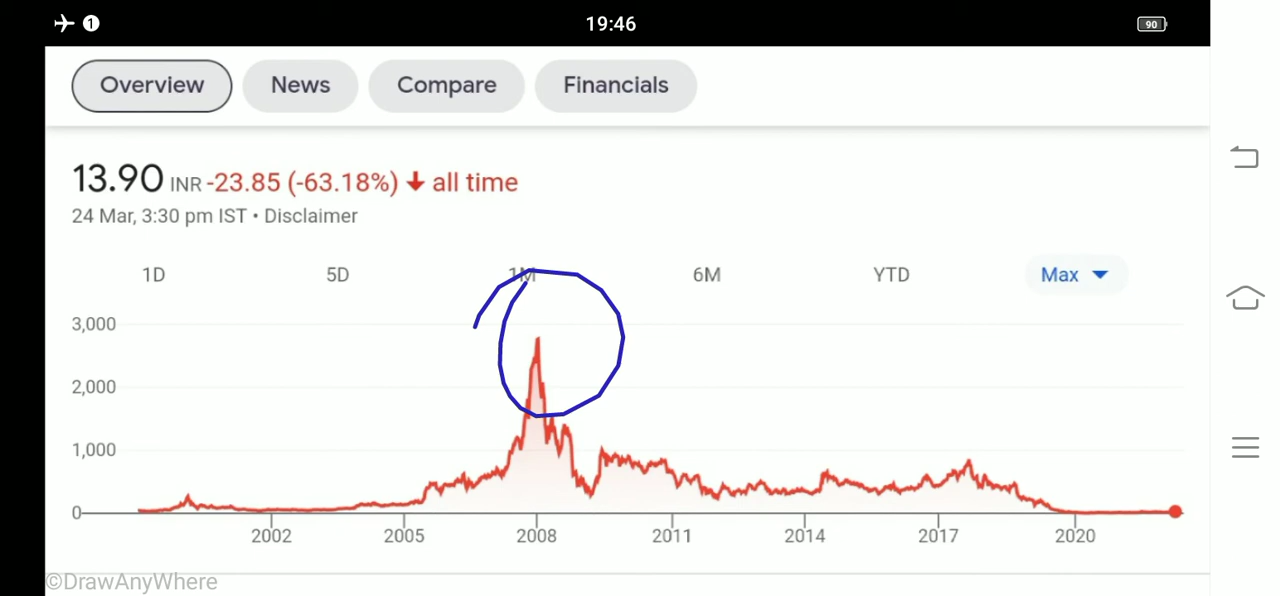 1 19:46 90
Overview News Compare Financials
13.90 INR -23.85 (-63.18%) all time
24 Mar, 3:30 pm IST • Disclaimer
1D 5D 1M 6M YTD Max
3,000
2,000
1,000
0
2002 2005 2008 2011 2014 2017 2020
©DrawAnyWhere